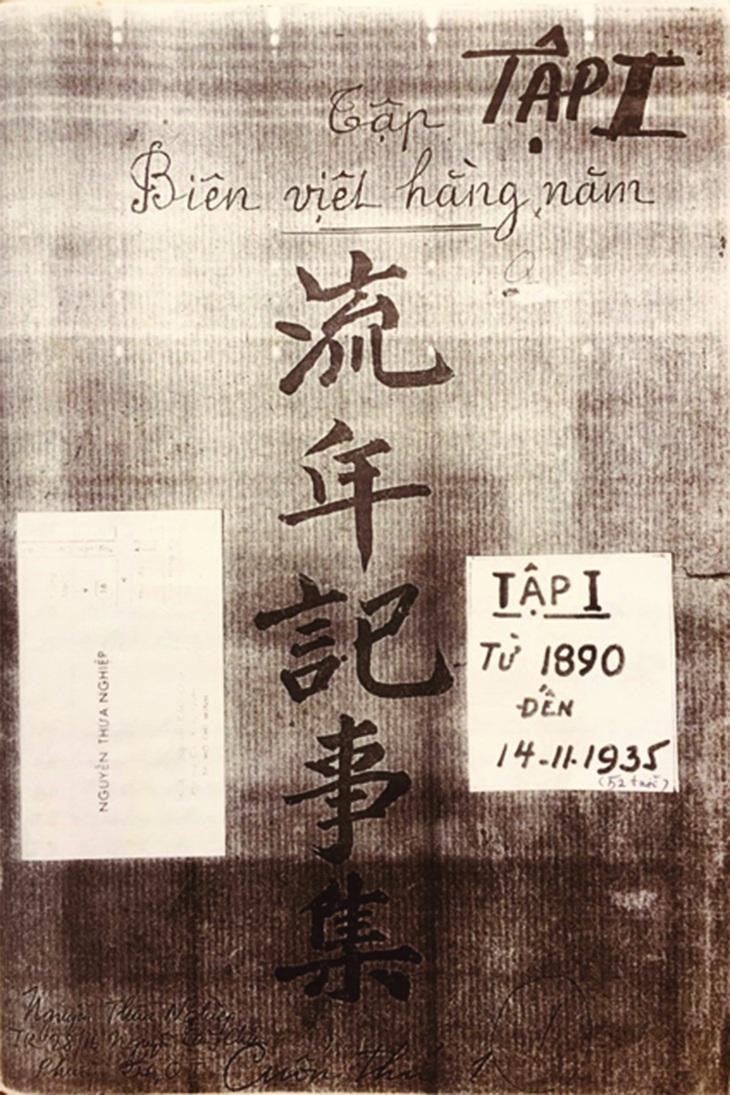 TẬP I
Tập
Biên viết hằng năm
流年記事集
NGUYỄN THỪA NGHIỆP
TẬP I
TỪ 1890
ĐẾN
14-11-1935
(52 tuổi)
Cuốn thứ 1